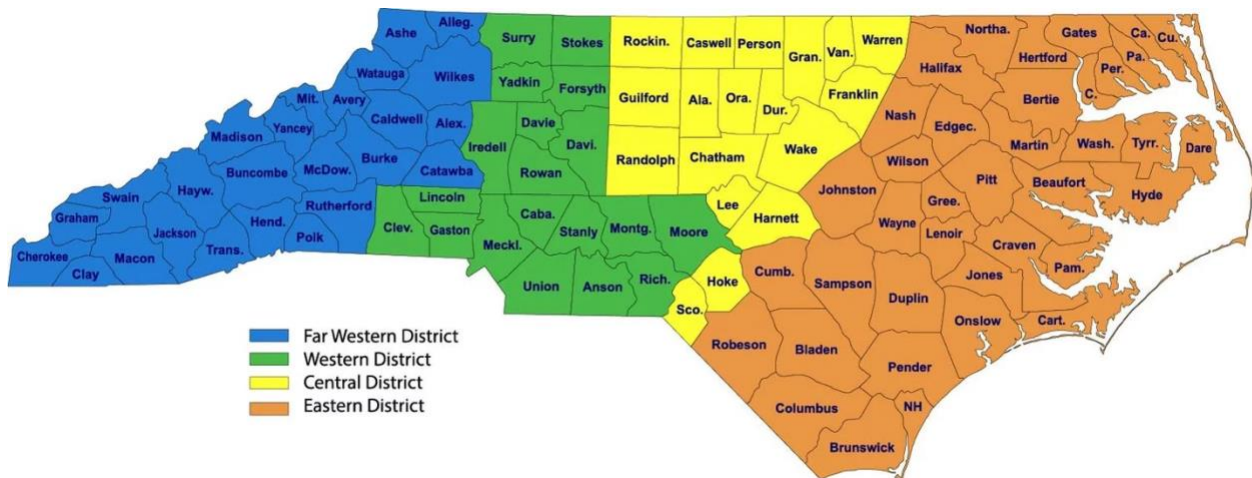 Ashe
Alleg.
Surry
Stokes
Rockin.
Caswell
Person
Gran.
Van.
Warren
Northa.
Gates
Ca.
Cu.
Watauga
Wilkes
Yadkin
Forsyth
Guilford
Ala.
Ora.
Dur.
Franklin
Halifax
Hertford
Per.
Pa.
C.
Mit.
Avery
Caldwell
Alex.
Iredell
Davie
Davi.
Nash
Edgec.
Bertie
Madison
Yancey
McDow.
Burke
Catawba
Rowan
Randolph
Chatham
Wake
Wilson
Martin
Wash.
Tyrr.
Dare
Swain
Hayw.
Buncombe
Rutherford
Lincoln
Johnston
Pitt
Beaufort
Hyde
Graham
Jackson
Hend.
Polk
Clev.
Gaston
Meckl.
Caba.
Stanly
Montg.
Moore
Lee
Harnett
Wayne
Gree.
Lenoir
Craven
Cherokee
Clay
Macon
Trans.
Union
Anson
Rich.
Hoke
Sco.
Cumb.
Sampson
Duplin
Jones
Pam.
Onslow
Cart.
Robeson
Bladen
Pender
Columbus
NH
Brunswick
Far Western District
Western District
Central District
Eastern District